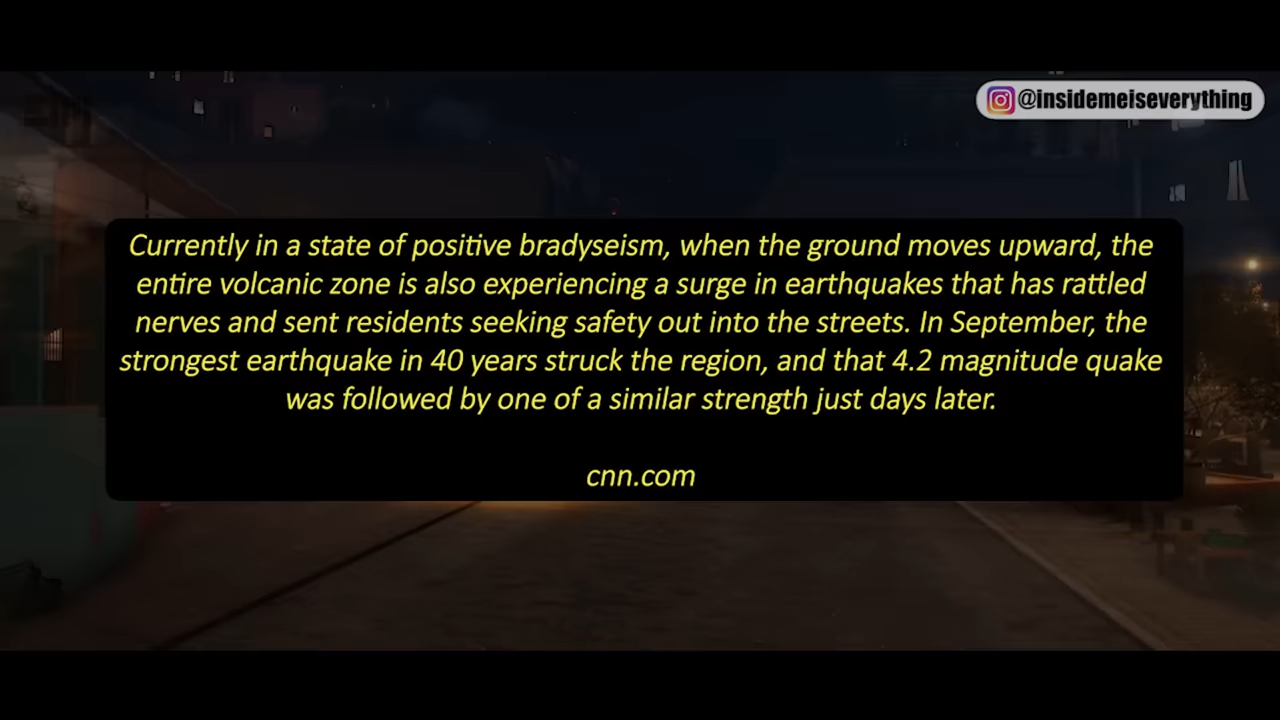 @insidemeiseverything
Currently in a state of positive bradyseism, when the ground moves upward, the
entire volcanic zone is also experiencing a surge in earthquakes that has rattled
nerves and sent residents seeking safety out into the streets. In September, the
strongest earthquake in 40 years struck the region, and that 4.2 magnitude quake
was followed by one of a similar strength just days later.
cnn.com